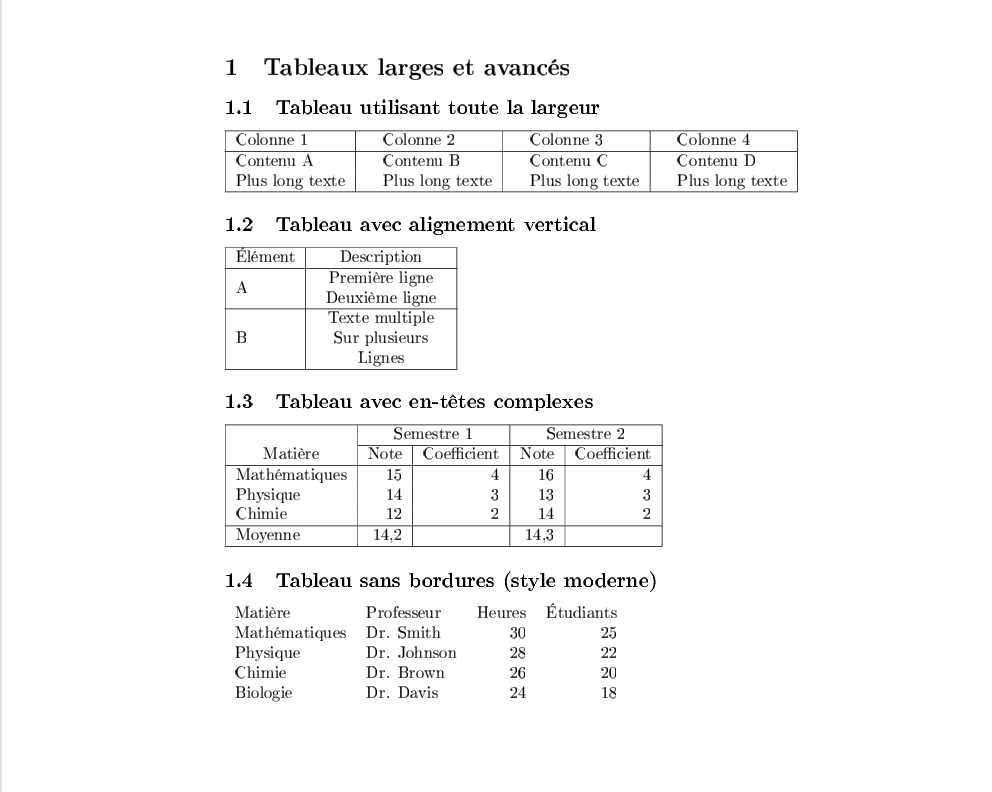 1 Tableaux larges et avancés
1.1 Tableau utilisant toute la largeur
Colonne 1 Colonne 2 Colonne 3 Colonne 4
Contenu A Contenu B Contenu C Contenu D
Plus long texte Plus long texte Plus long texte Plus long texte
1.2 Tableau avec alignement vertical
Élément Description
A Première ligne
Deuxième ligne
B Texte multiple
Sur plusieurs
Lignes
1.3 Tableau avec en-têtes complexes
Semestre 1 Semestre 2
Matière Note Coefficient Note Coefficient
Mathématiques 15 4 16 4
Physique 14 3 13 3
Chimie 12 2 14 2
Moyenne 14,2 14,3
1.4 Tableau sans bordures (style moderne)
Matière Professeur Heures Étudiants
Mathématiques Dr. Smith 30 25
Physique Dr. Johnson 28 22
Chimie Dr. Brown 26 20
Biologie Dr. Davis 24 18